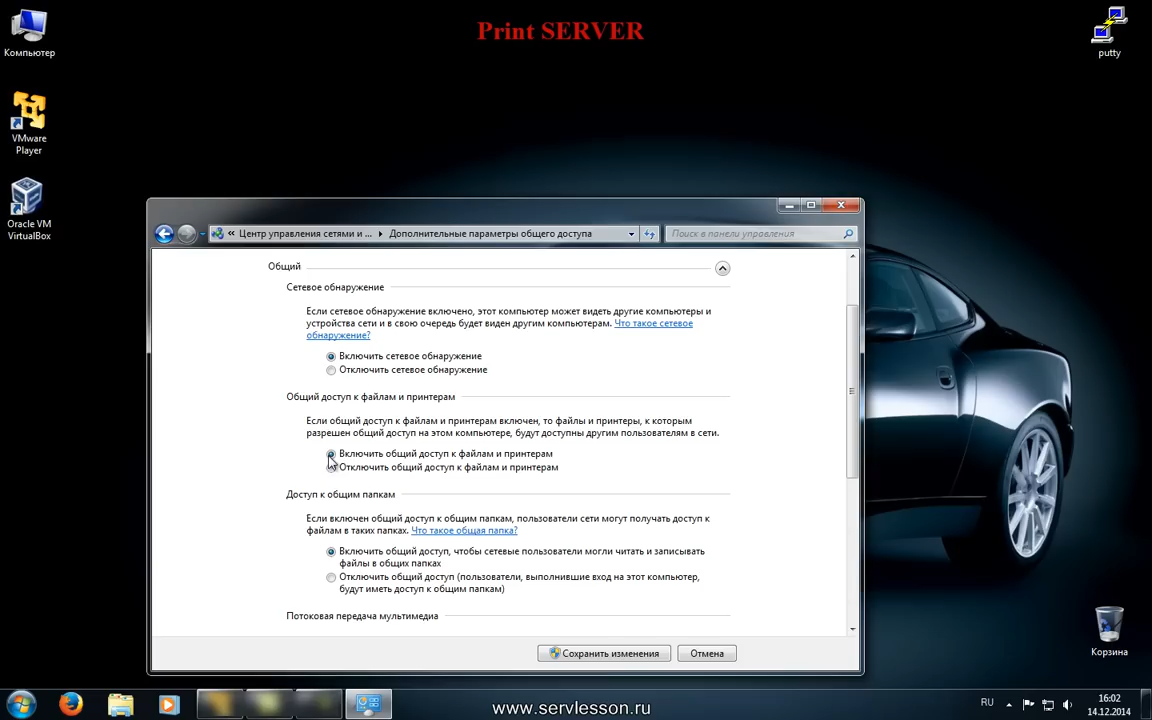 Print SERVER
Компьютер
putty
VMware
Player
Oracle VM
VirtualBox
« Центр управления сетями и ... ▸ Дополнительные параметры общего доступа
Поиск в панели управления
Общий
Сетевое обнаружение
Если сетевое обнаружение включено, этот компьютер может видеть другие компьютеры и
устройства сети и в свою очередь будет виден другим компьютерам. Что такое сетевое
обнаружение?
Включить сетевое обнаружение
Отключить сетевое обнаружение
Общий доступ к файлам и принтерам
Если общий доступ к файлам и принтерам включен, то файлы и принтеры, к которым
разрешен общий доступ на этом компьютере, будут доступны другим пользователям в сети.
Включить общий доступ к файлам и принтерам
Отключить общий доступ к файлам и принтерам
Доступ к общим папкам
Если включен общий доступ к общим папкам, пользователи сети могут получать доступ к
файлам в таких папках. Что такое общая папка?
Включить общий доступ, чтобы сетевые пользователи могли читать и записывать
файлы в общих папках
Отключить общий доступ (пользователи, выполнившие вход на этот компьютер,
будут иметь доступ к общим папкам)
Потоковая передача мультимедиа
Сохранить изменения
Отмена
Корзина
www.servlesson.ru
RU
16:02
14.12.2014